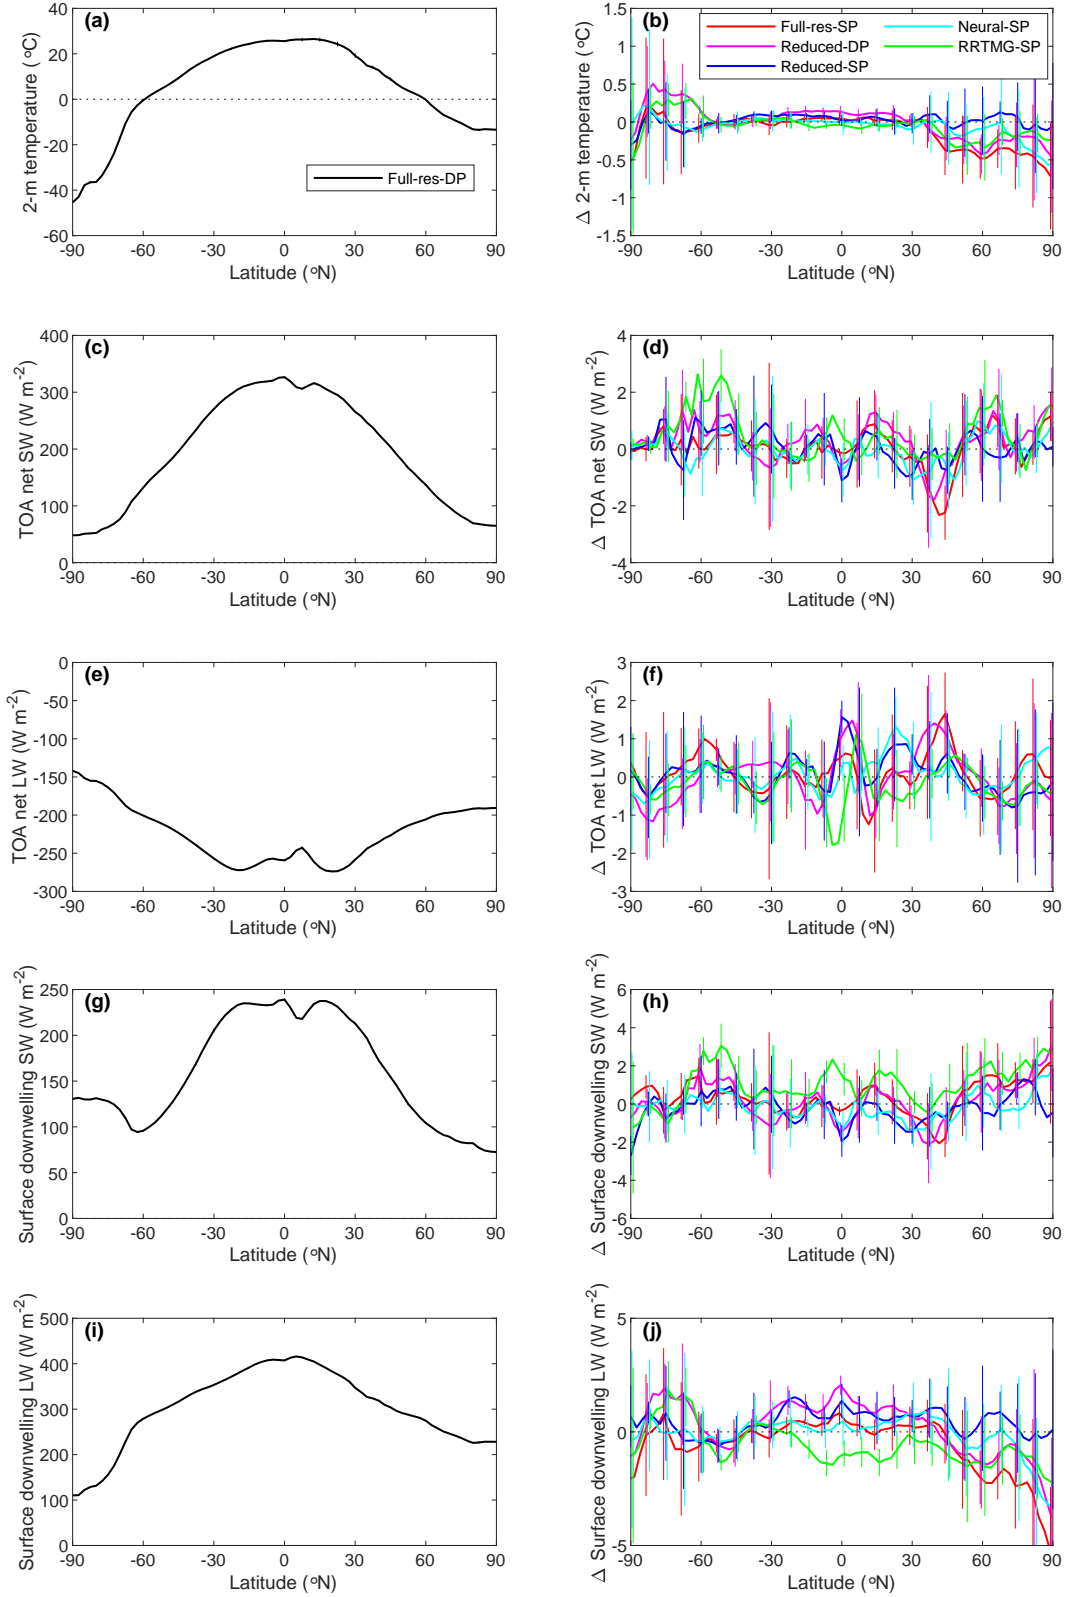 (a)
2-m temperature (°C)
40
20
0
-20
-40
-60
Full-res-DP
-90 -60 -30 0 30 60 90
Latitude (°N)
(b)
Δ 2-m temperature (°C)
1.5
1
0.5
0
-0.5
-1
-1.5
Full-res-SP
Reduced-DP
Reduced-SP
Neural-SP
RRTMG-SP
-90 -60 -30 0 30 60 90
Latitude (°N)
(c)
TOA net SW (W m-2)
400
300
200
100
0
-90 -60 -30 0 30 60 90
Latitude (°N)
(d)
Δ TOA net SW (W m-2)
4
2
0
-2
-4
-90 -60 -30 0 30 60 90
Latitude (°N)
(e)
TOA net LW (W m-2)
0
-50
-100
-150
-200
-250
-300
-90 -60 -30 0 30 60 90
Latitude (°N)
(f)
Δ TOA net LW (W m-2)
3
2
1
0
-1
-2
-3
-90 -60 -30 0 30 60 90
Latitude (°N)
(g)
Surface downwelling SW (W m-2)
250
200
150
100
50
0
-90 -60 -30 0 30 60 90
Latitude (°N)
(h)
Δ Surface downwelling SW (W m-2)
6
4
2
0
-2
-4
-6
-90 -60 -30 0 30 60 90
Latitude (°N)
(i)
Surface downwelling LW (W m-2)
500
400
300
200
100
0
-90 -60 -30 0 30 60 90
Latitude (°N)
(j)
Δ Surface downwelling LW (W m-2)
5
0
-5
-90 -60 -30 0 30 60 90
Latitude (°N)